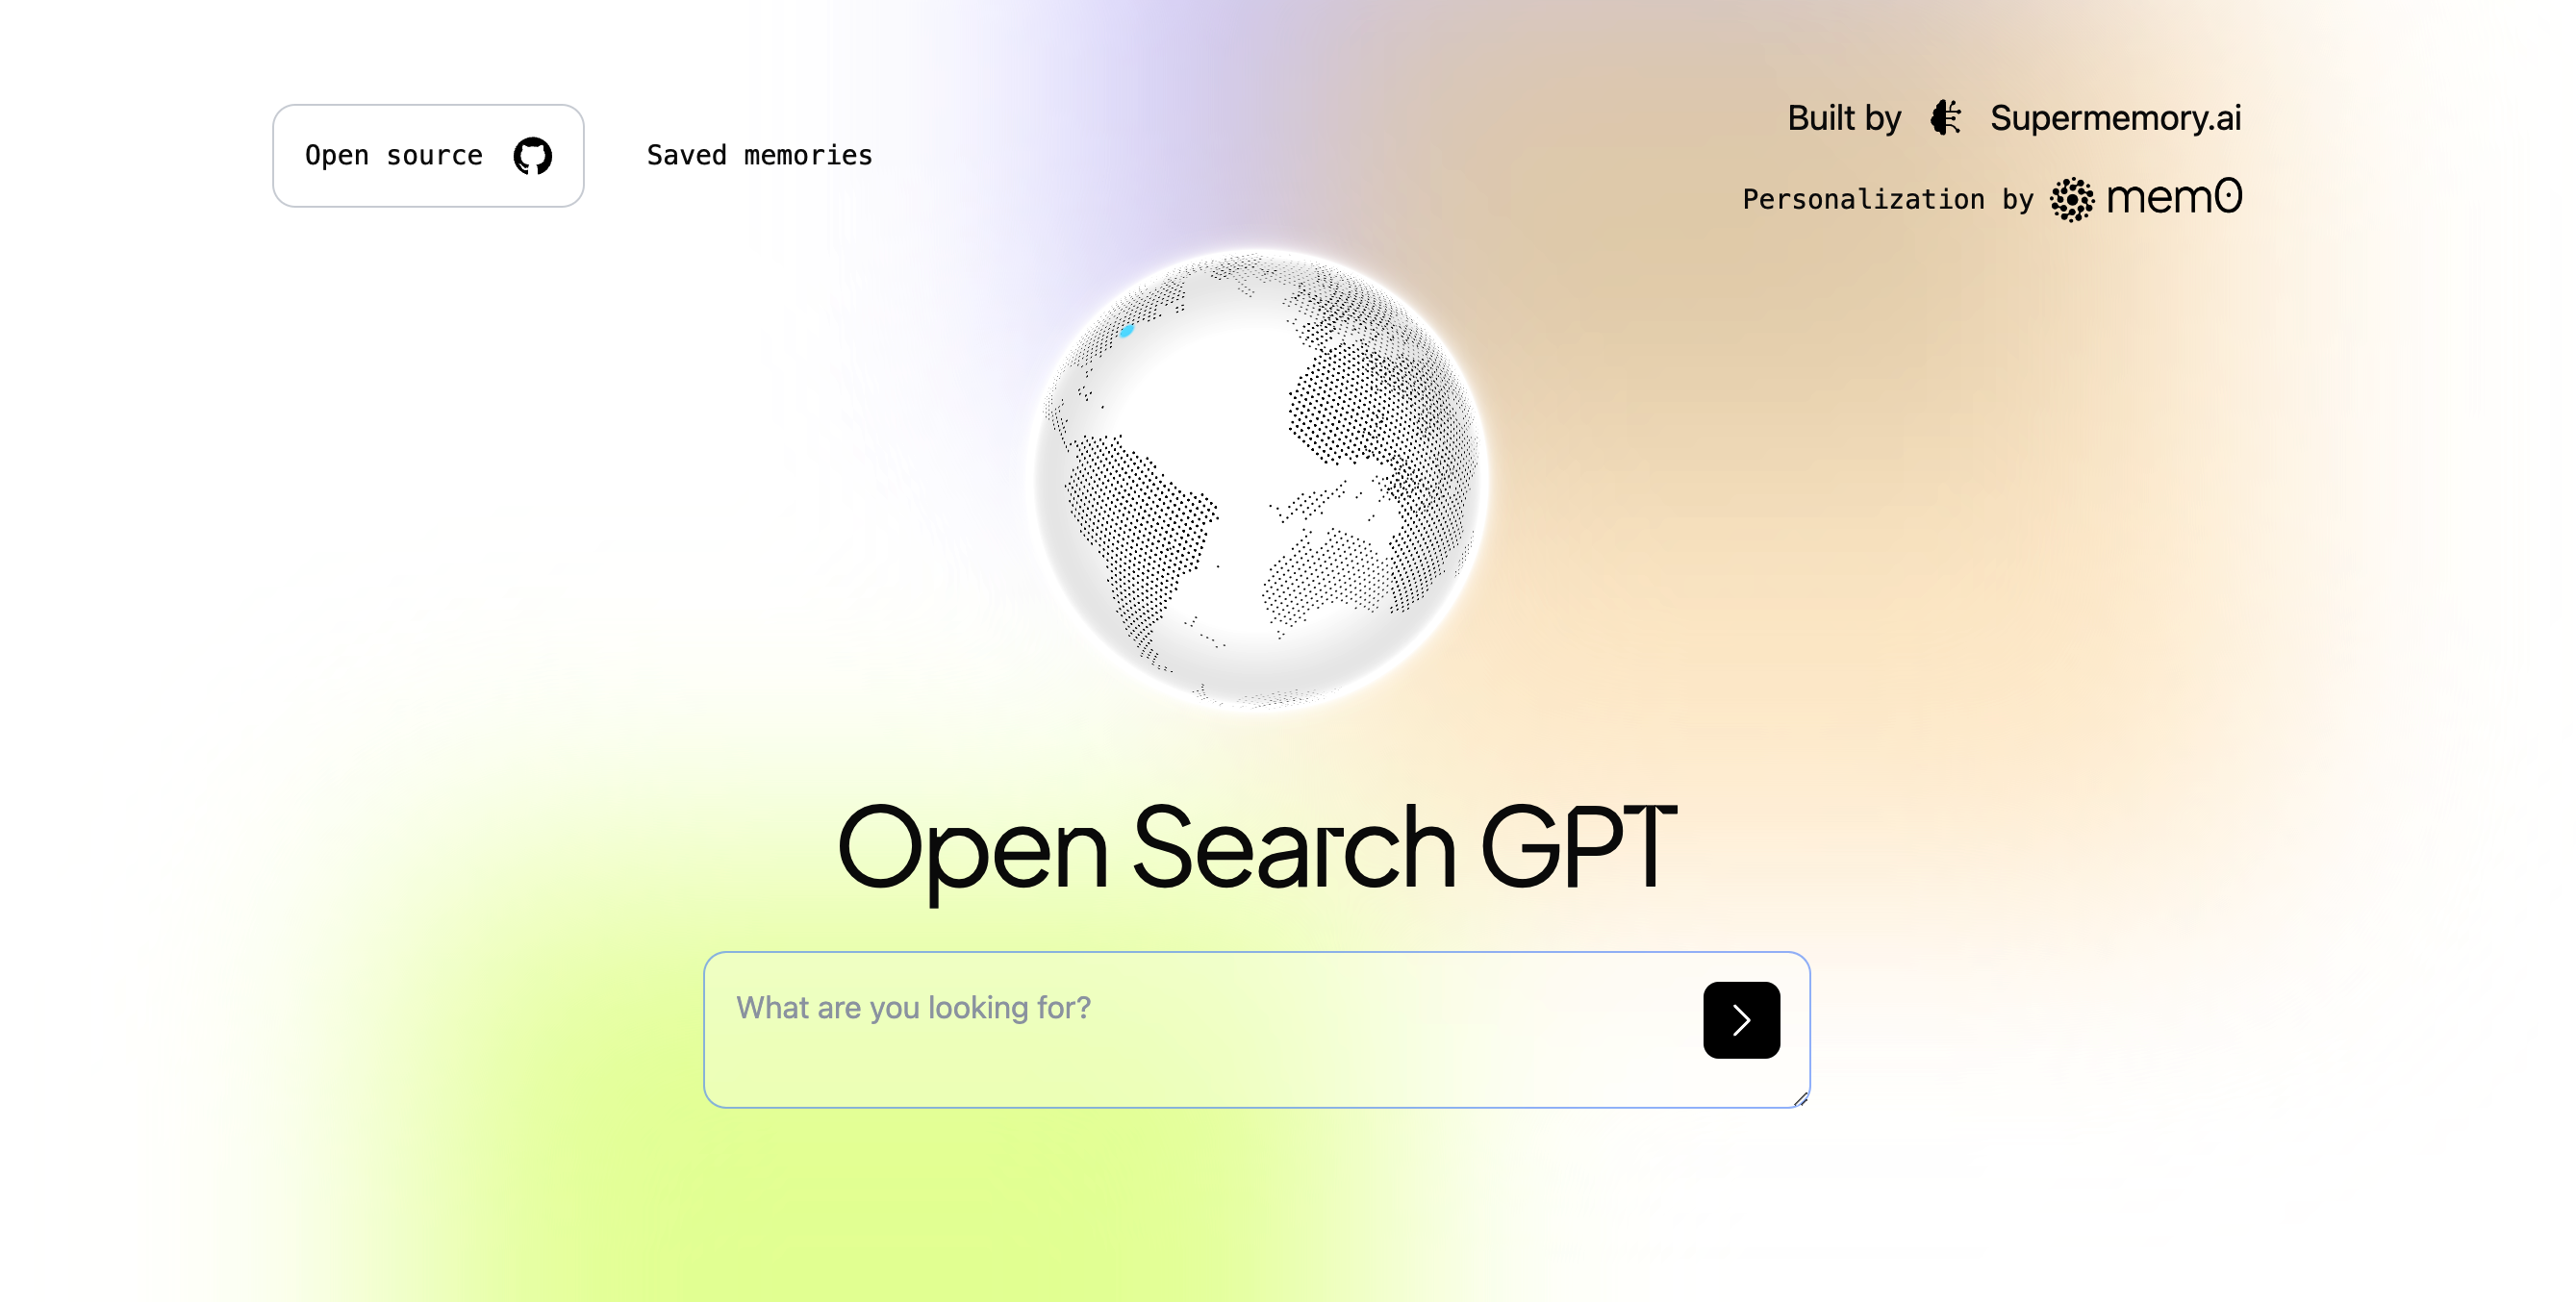 Open source
Saved memories
Built by Supermemory.ai
Personalization by mem0
Open Search GPT
What are you looking for?